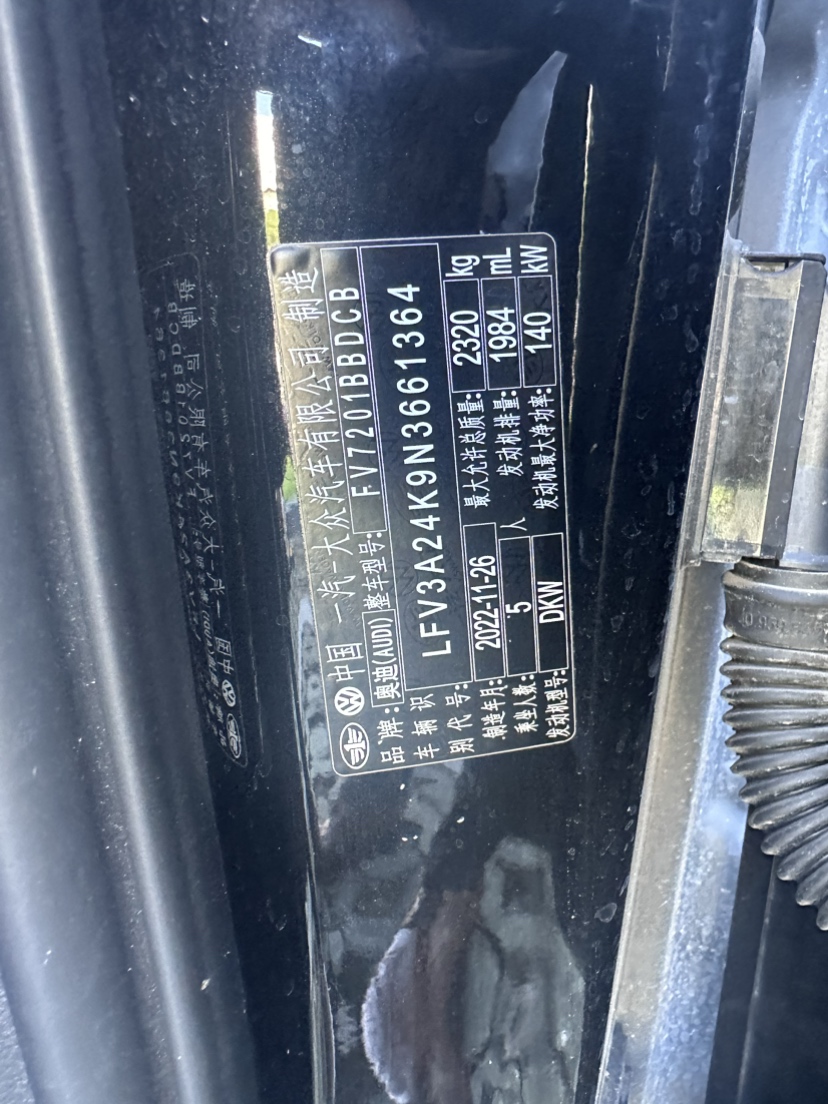 中国 一汽-大众汽车有限公司 制造
品牌: 奥迪(AUDI) 整车型号: FV7201BBDCB
车辆识别代号: LFV3A24K9N3661364
制造年月: 2022-11-26 最大允许总质量: 2320 kg
乘坐人数: 5 人 发动机排量: 1984 mL
发动机型号: DKW 发动机最大净功率: 140 kW